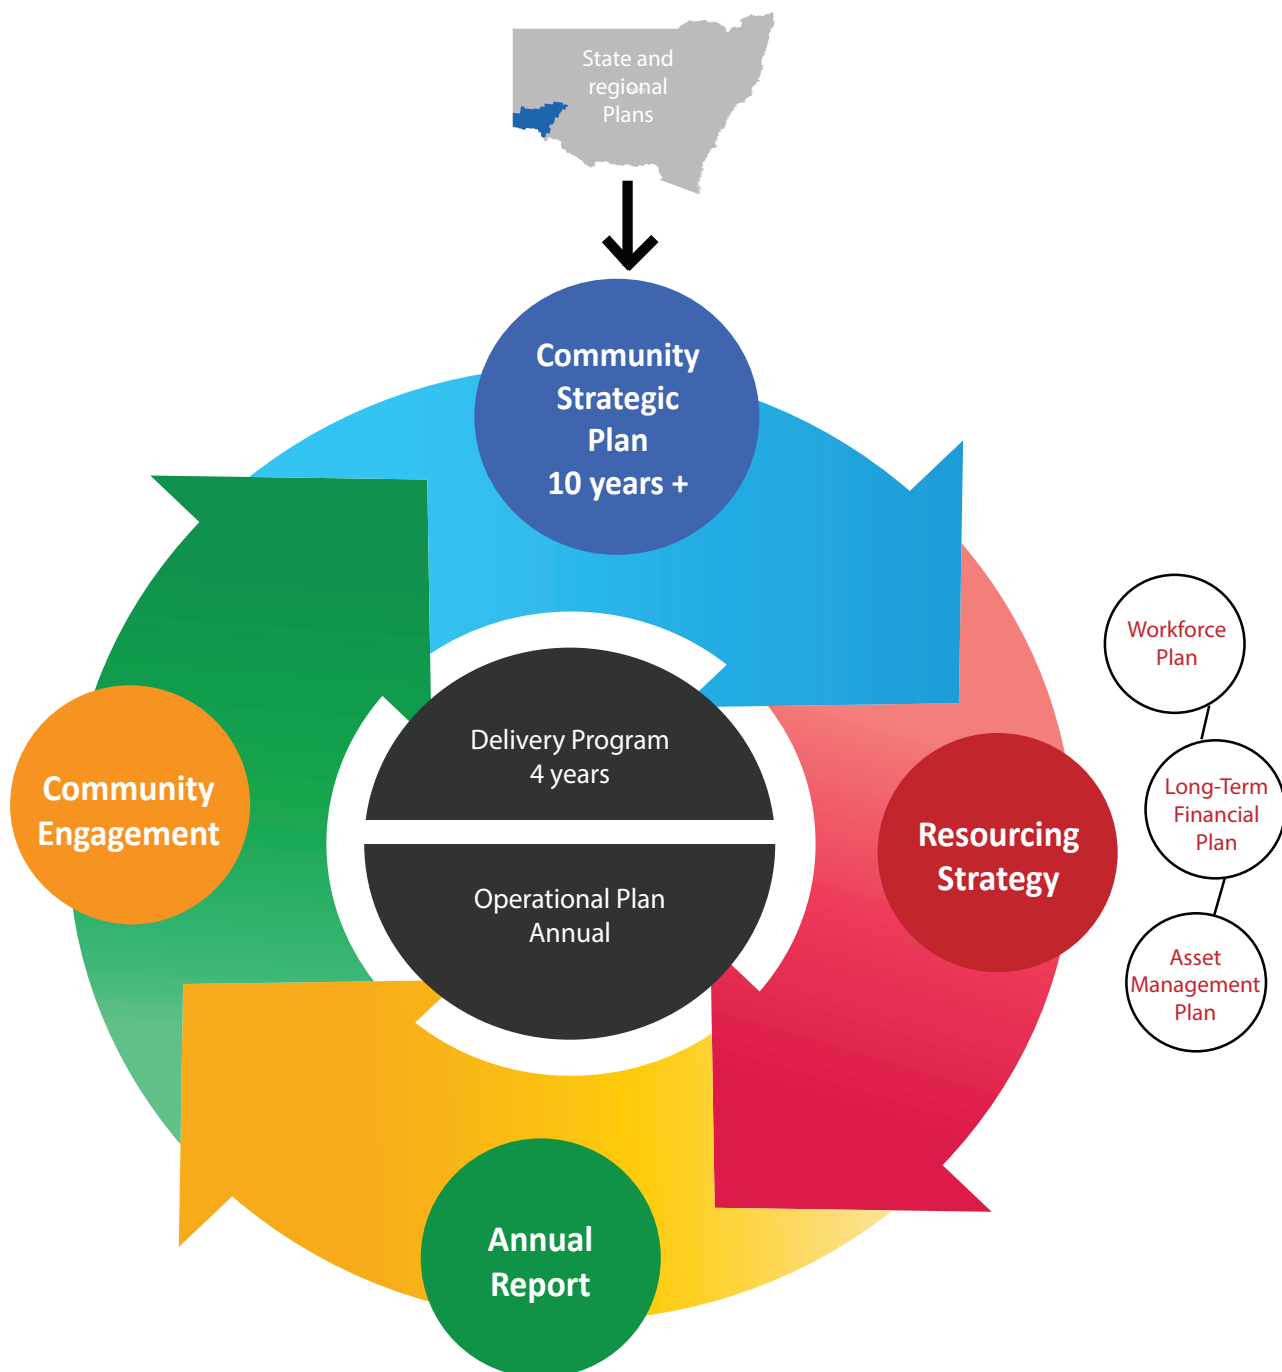 State and
regional
Plans
Community
Strategic
Plan
10 years +
Workforce
Plan
Delivery Program
4 years
Long-Term
Financial
Plan
Community
Engagement
Resourcing
Strategy
Operational Plan
Annual
Asset
Management
Plan
Annual
Report